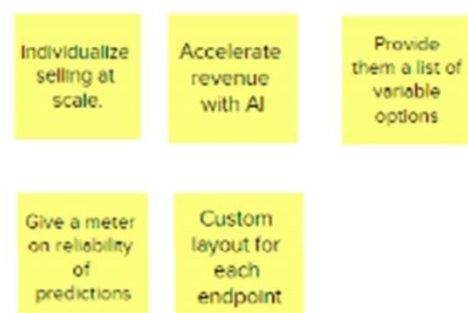 Individualize
selling at
scale.
Accelerate
revenue
with AI
Provide
them a list of
variable
options
Give a meter
on reliability
of
predictions
Custom
layout for
each
endpoint